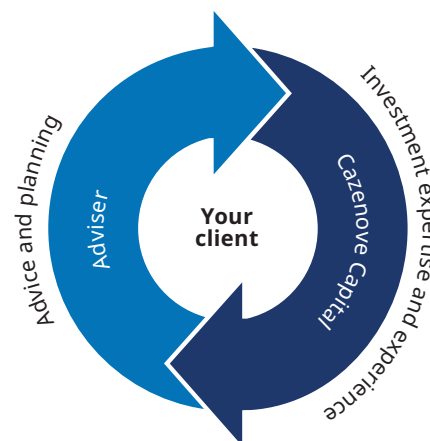 Advice and planning
Adviser
Your
client
Cazenove Capital
Investment expertise and experience